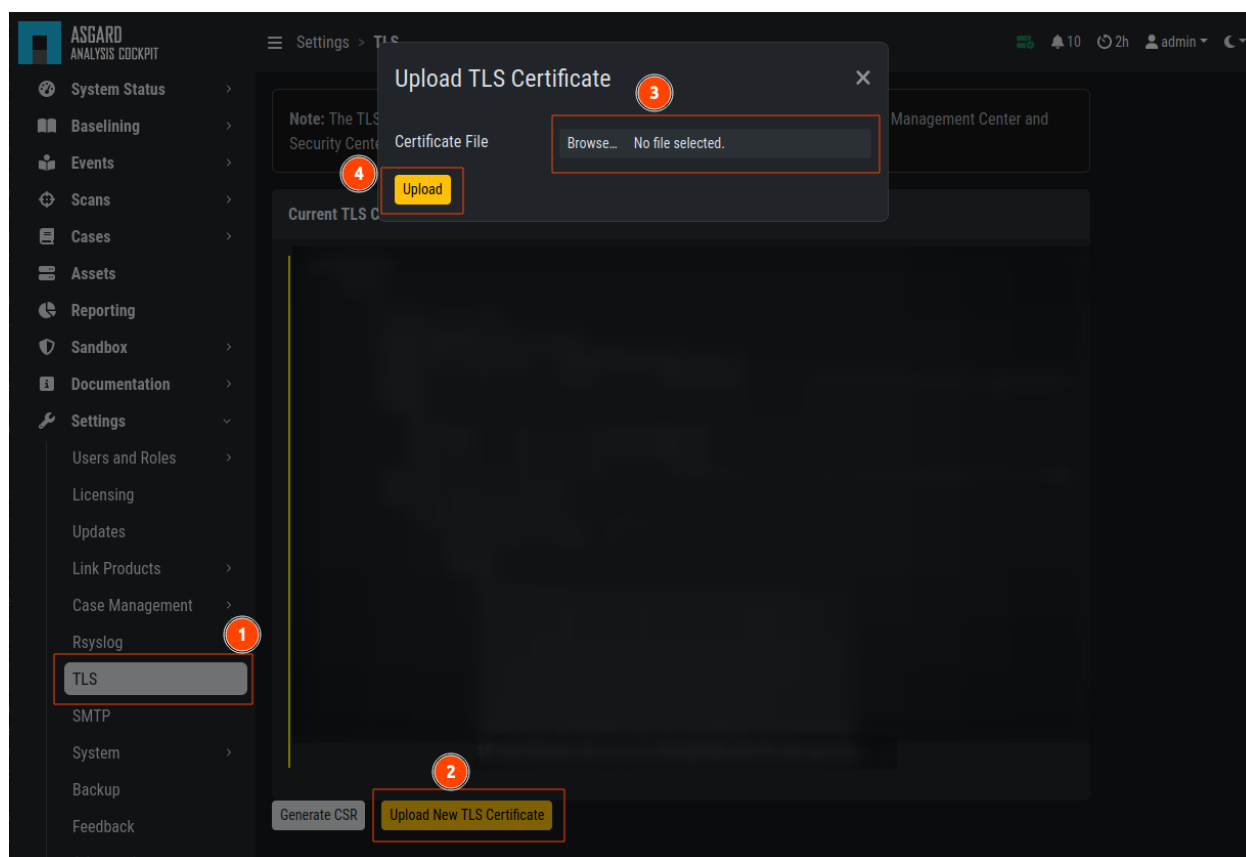 ASGARD
ANALYSIS COCKPIT
Settings > TLS
10
2h
admin
System Status
Baselining
Events
Scans
Cases
Assets
Reporting
Sandbox
Documentation
Settings
Users and Roles
Licensing
Updates
Link Products
Case Management
Rsyslog
TLS
SMTP
System
Backup
Feedback
1
Note: The TLS
Management Center and
Security Cente
Upload TLS Certificate
3
Certificate File
Browse… No file selected.
4
Upload
Current TLS C
2
Generate CSR
Upload New TLS Certificate